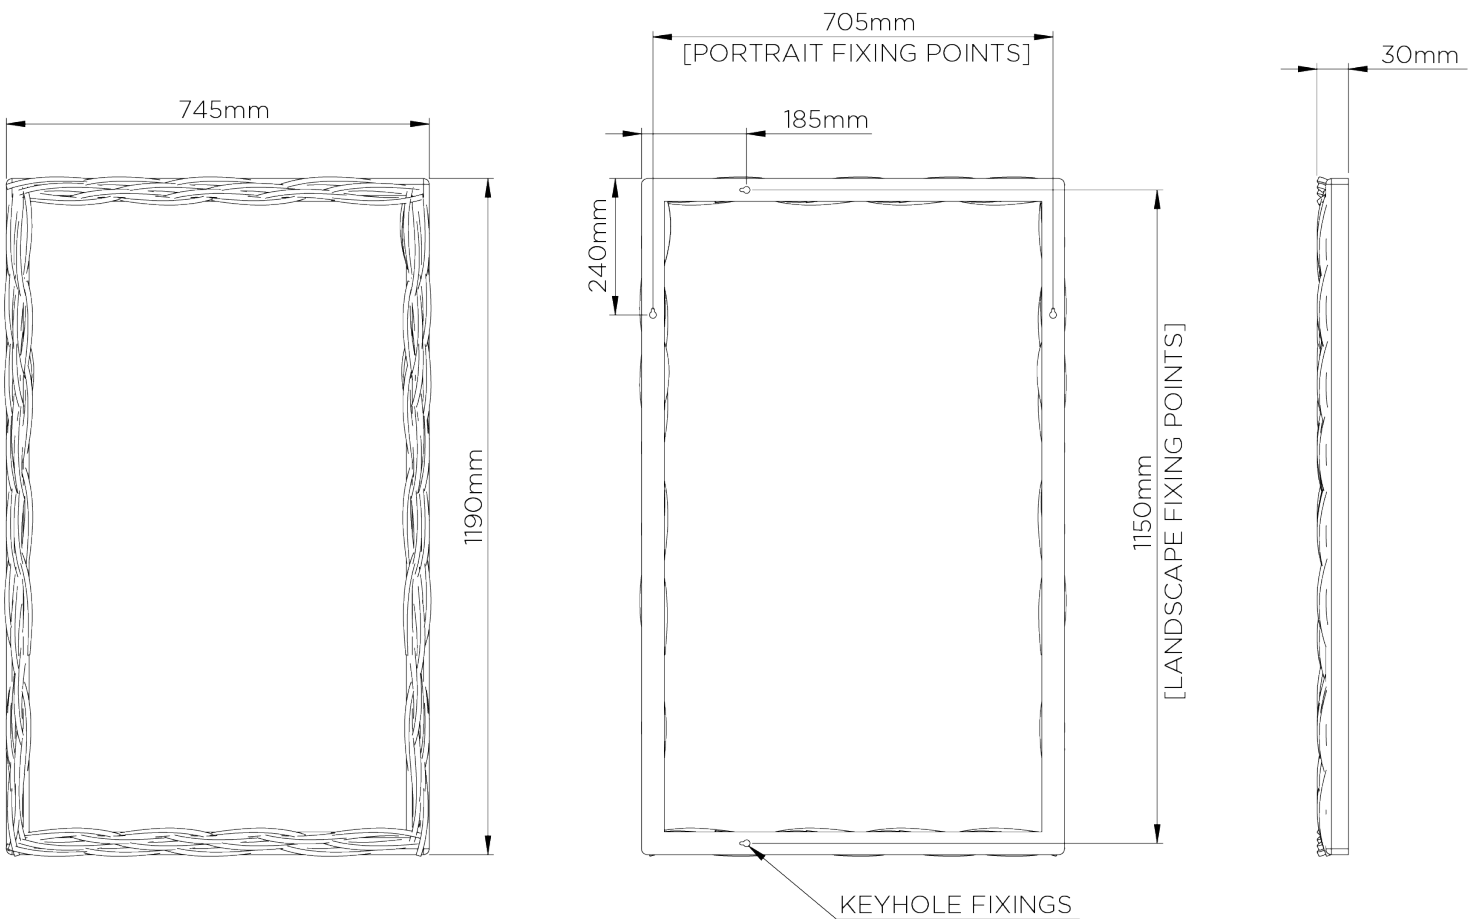 705mm
[PORTRAIT FIXING POINTS]
30mm
745mm
185mm
240mm
1190mm
1150mm
[LANDSCAPE FIXING POINTS]
KEYHOLE FIXINGS